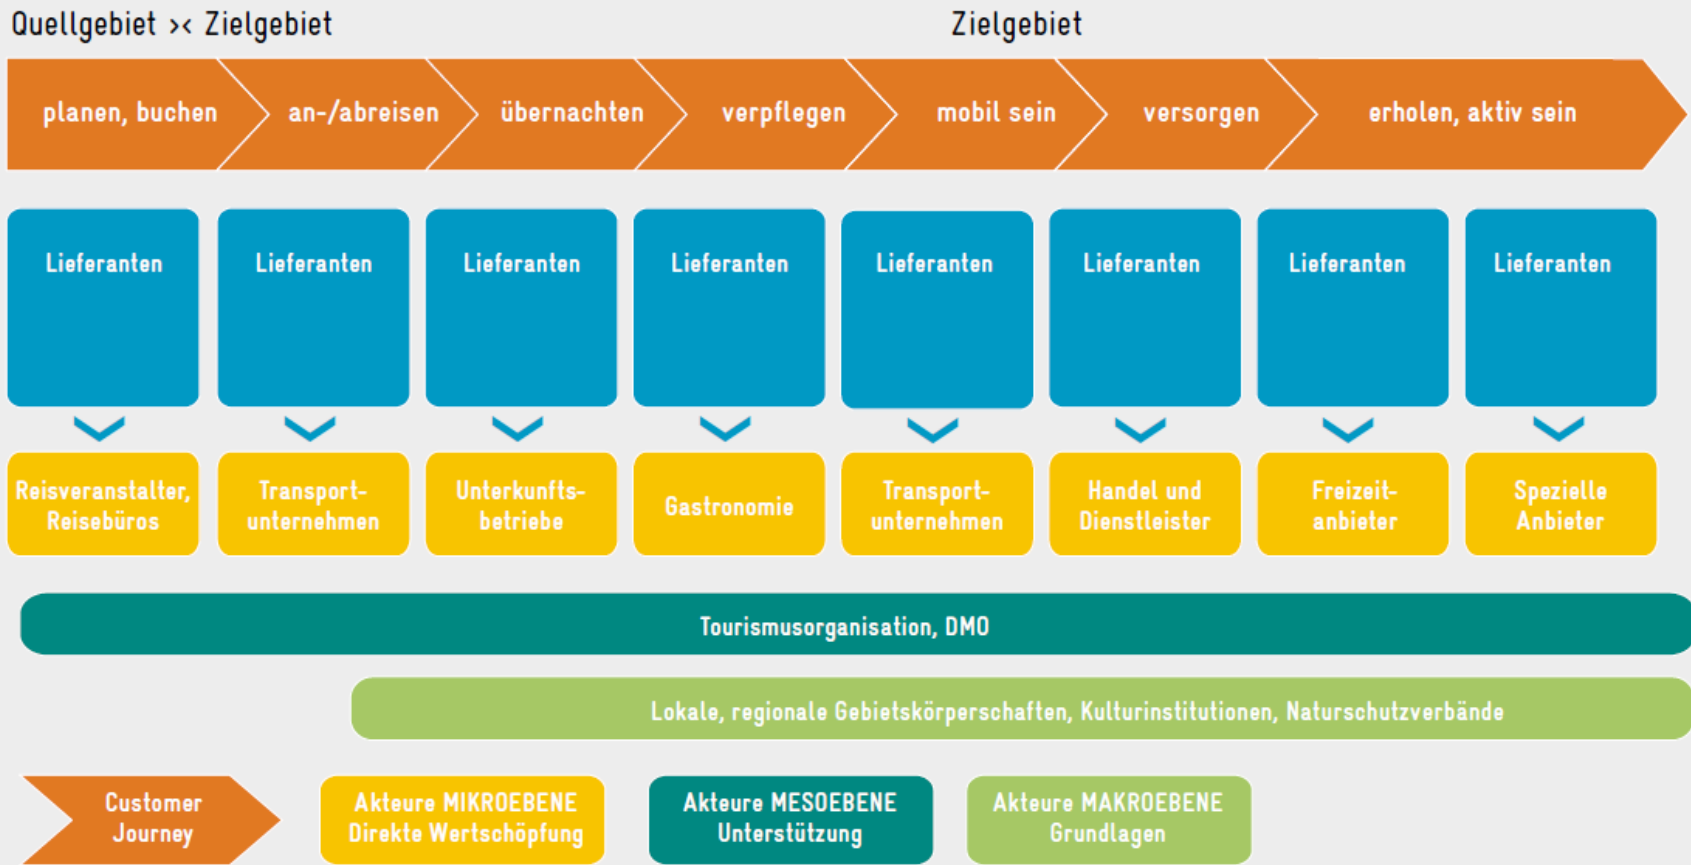 Quellgebiet >< Zielgebiet
Zielgebiet
planen, buchen
an-/abreisen
übernachten
verpflegen
mobil sein
versorgen
erholen, aktiv sein
Lieferanten
Lieferanten
Lieferanten
Lieferanten
Lieferanten
Lieferanten
Lieferanten
Lieferanten
Reisveranstalter,
Reisebüros
Transport-
unternehmen
Unterkunfts-
betriebe
Gastronomie
Transport-
unternehmen
Handel und
Dienstleister
Freizeit-
anbieter
Spezielle
Anbieter
Tourismusorganisation, DMO
Lokale, regionale Gebietskörperschaften, Kulturinstitutionen, Naturschutzverbände
Customer
Journey
Akteure MIKROEBENE
Direkte Wertschöpfung
Akteure MESOEBENE
Unterstützung
Akteure MAKROEBENE
Grundlagen